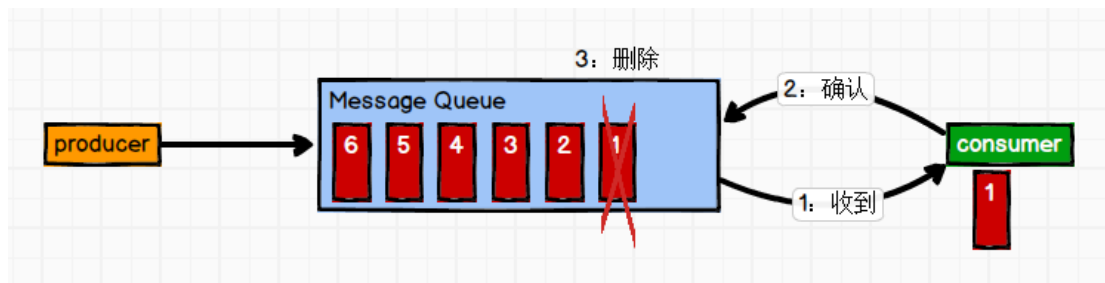 3：删除
Message Queue
2：确认
producer
6 5 4 3 2 1
consumer
1：收到
1